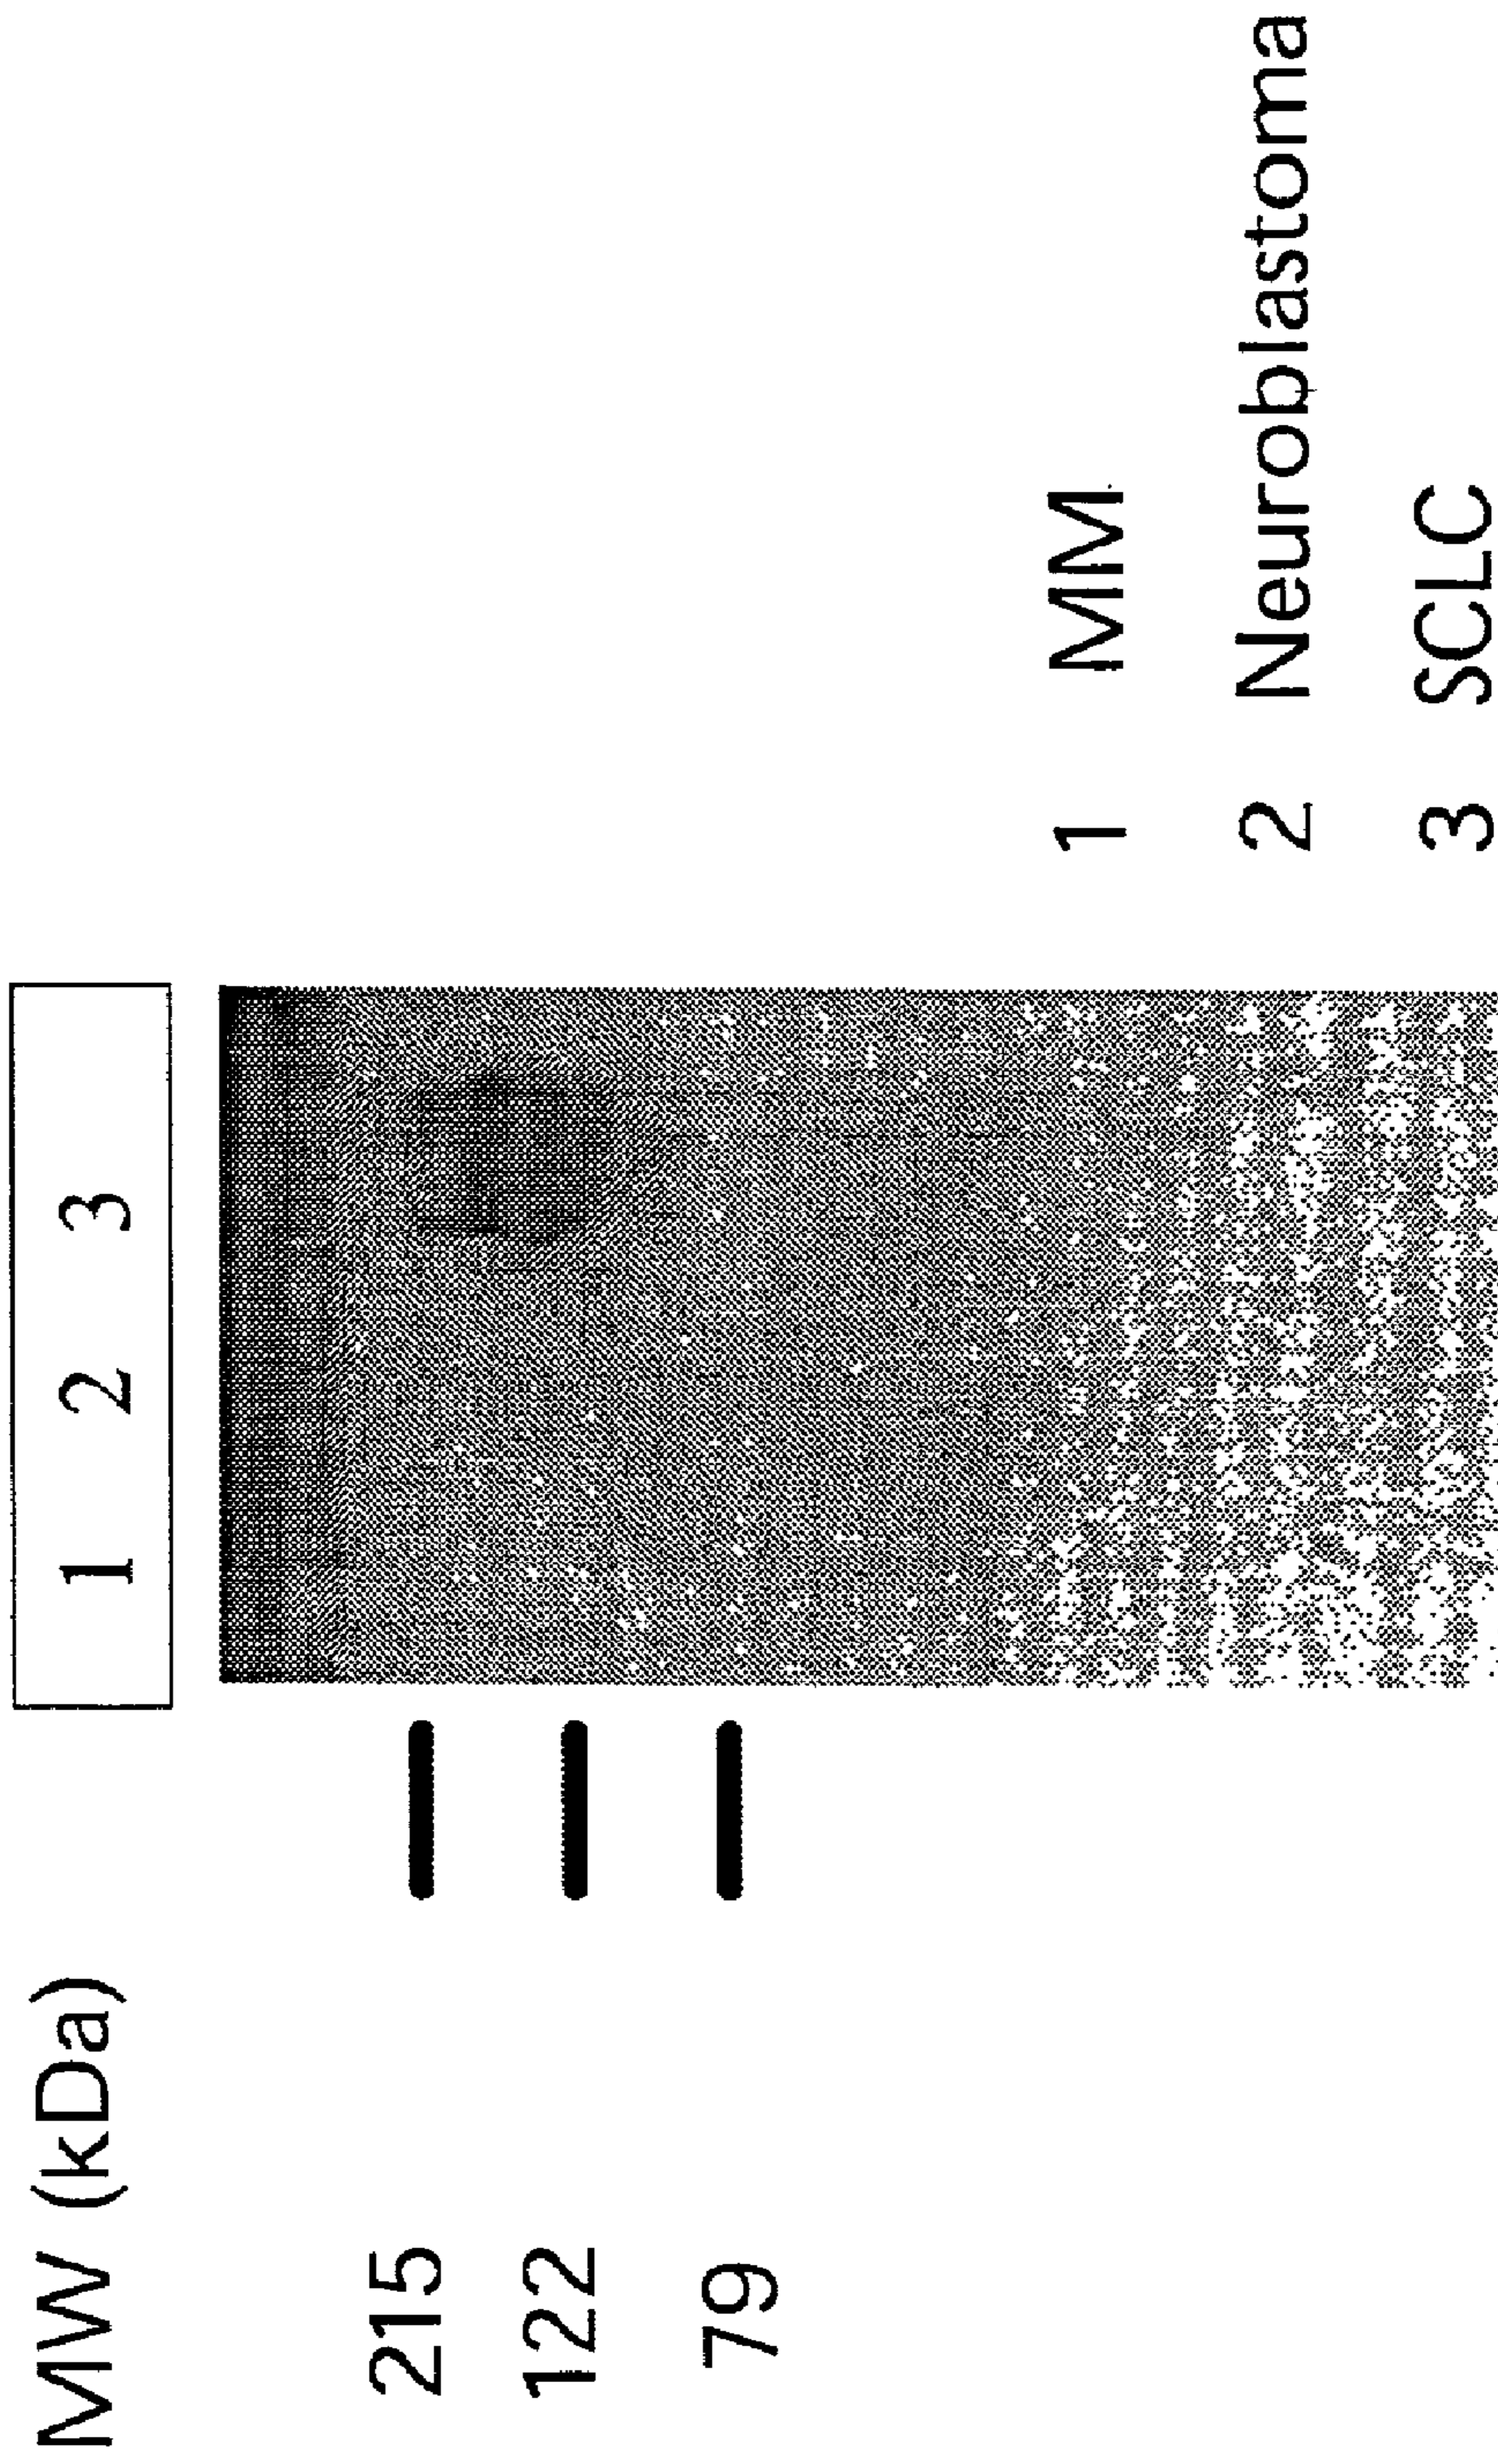 MW (kDa)
1 2 3
215
122
79
1 MM
2 Neuroblastoma
3 SCLC